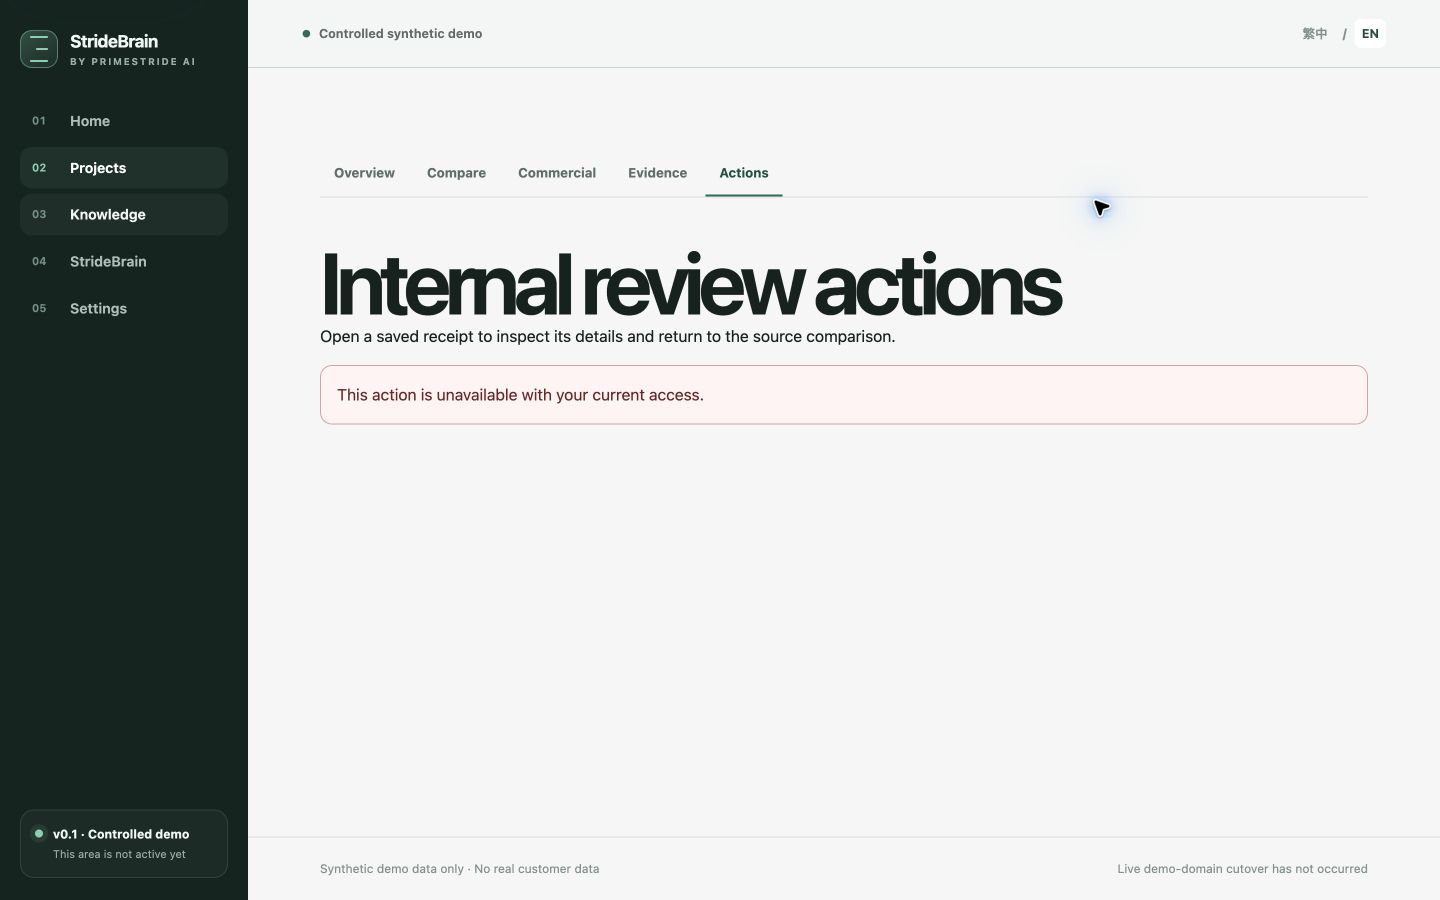 StrideBrain
BY PRIMESTRIDE AI
01 Home
02 Projects
03 Knowledge
04 StrideBrain
05 Settings
v0.1 · Controlled demo
This area is not active yet
Controlled synthetic demo
繁中 / EN
Overview Compare Commercial Evidence Actions
Internal review actions
Open a saved receipt to inspect its details and return to the source comparison.
This action is unavailable with your current access.
Synthetic demo data only · No real customer data
Live demo-domain cutover has not occurred